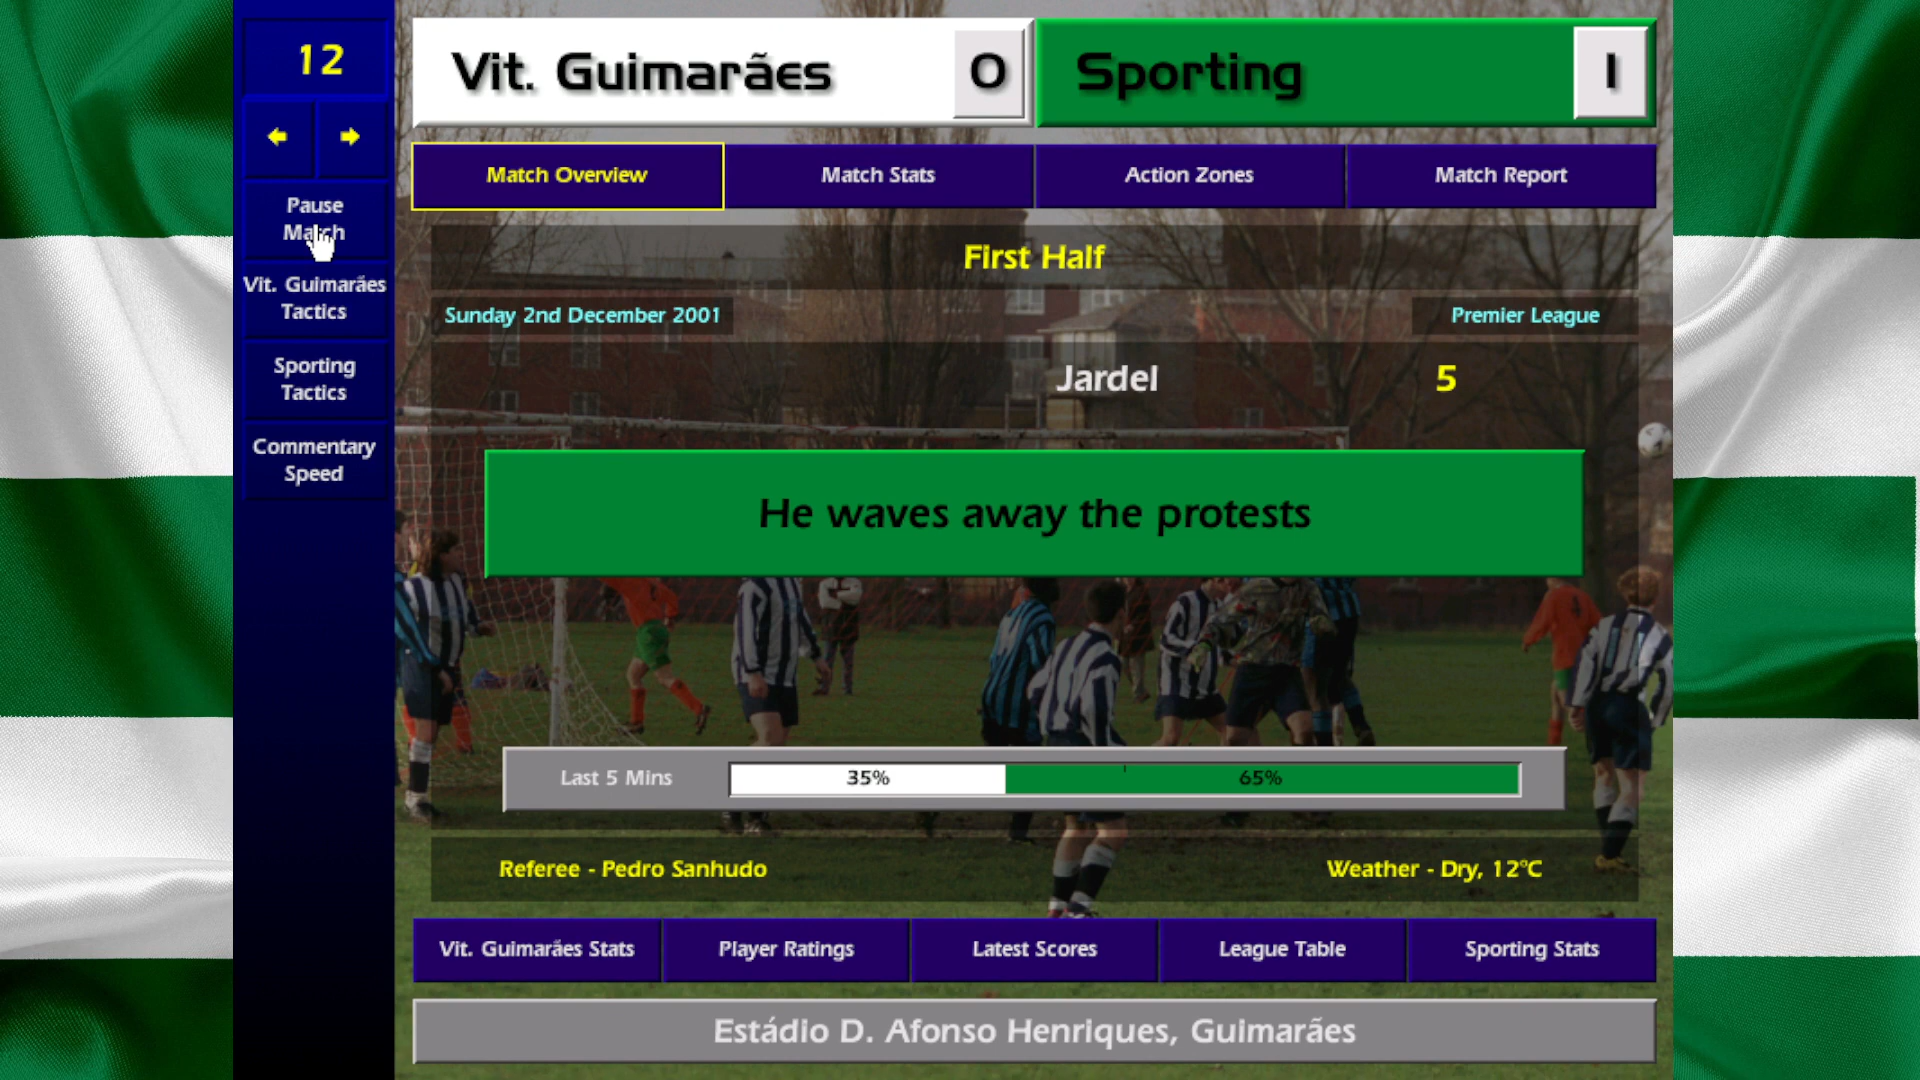 12
Vit. Guimarães 0 Sporting 1
Match Overview Match Stats Action Zones Match Report
Pause
Match
Vit. Guimarães
Tactics
Sporting
Tactics
Commentary
Speed
First Half
Sunday 2nd December 2001 Premier League
Jardel 5
He waves away the protests
Last 5 Mins 35% 65%
Referee - Pedro Sanhudo Weather - Dry, 12°C
Vit. Guimarães Stats Player Ratings Latest Scores League Table Sporting Stats
Estádio D. Afonso Henriques, Guimarães